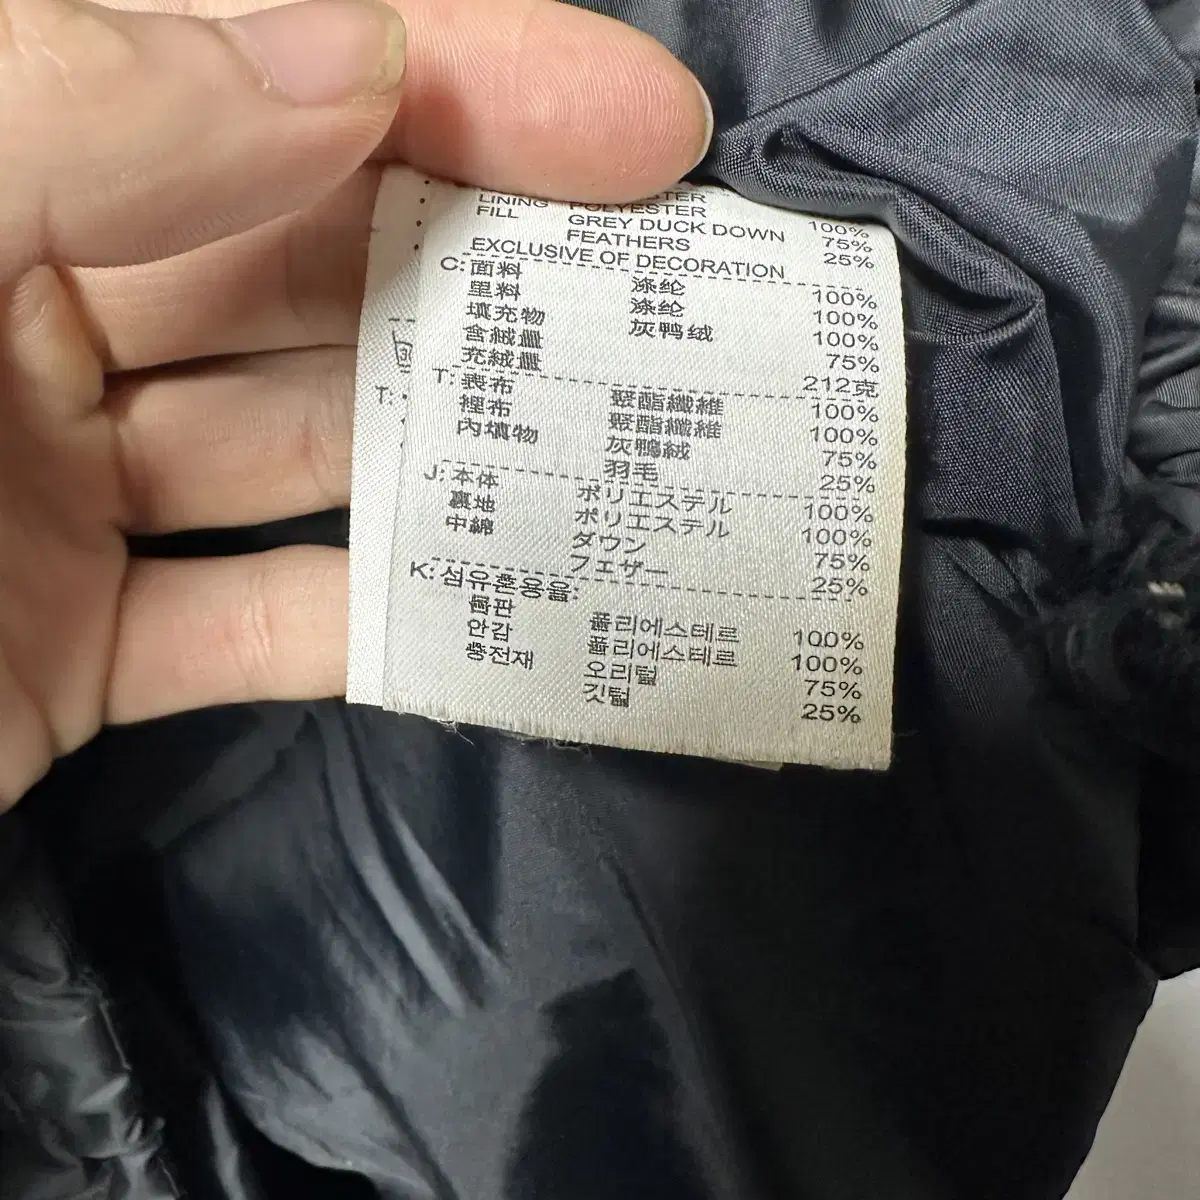 LINING POLYESTER 100%
FILL GREY DUCK DOWN 75%
FEATHERS 25%
EXCLUSIVE OF DECORATION
C: 面料 涤纶 100%
里料 涤纶 100%
填充物 灰鸭绒 100%
含絨量 75%
充絨量 212克
T: 表布 聚酯纖維 100%
裡布 聚酯纖維 100%
內填物 灰鴨絨 75%
羽毛 25%
J: 本体 ポリエステル 100%
裏地 ポリエステル 100%
中綿 ダウン 75%
フェザー 25%
K: 섬유혼용율:
안감 폴리에스테르 100%
폴리에스테르 100%
충전재 오리털 75%
깃털 25%
30
T: